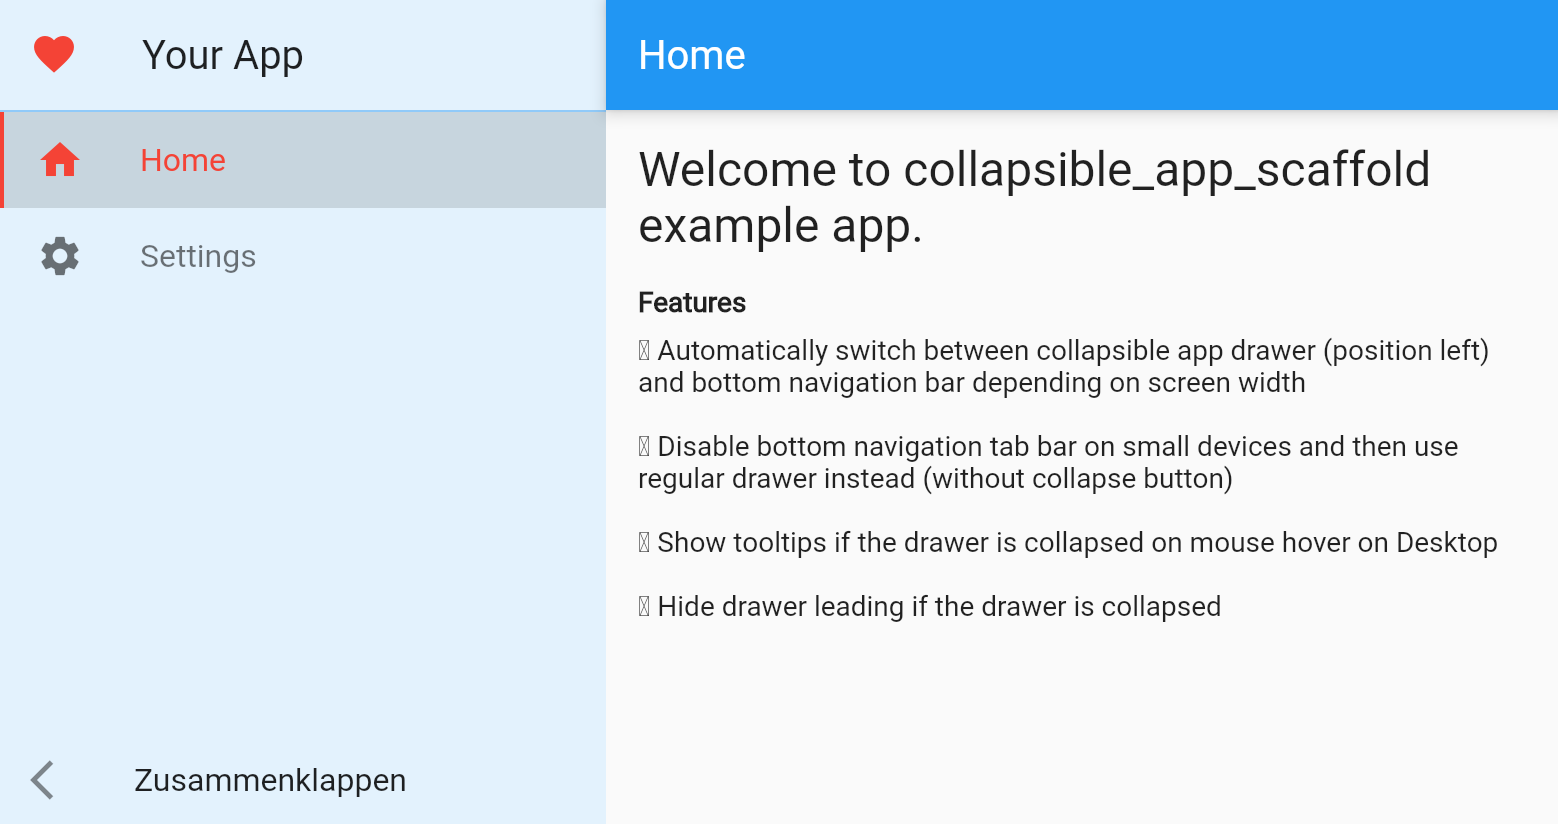 Your App
Home
Settings
Zusammenklappen
Home
Welcome to collapsible_app_scaffold
example app.
Features
Automatically switch between collapsible app drawer (position left)
and bottom navigation bar depending on screen width
Disable bottom navigation tab bar on small devices and then use
regular drawer instead (without collapse button)
Show tooltips if the drawer is collapsed on mouse hover on Desktop
Hide drawer leading if the drawer is collapsed